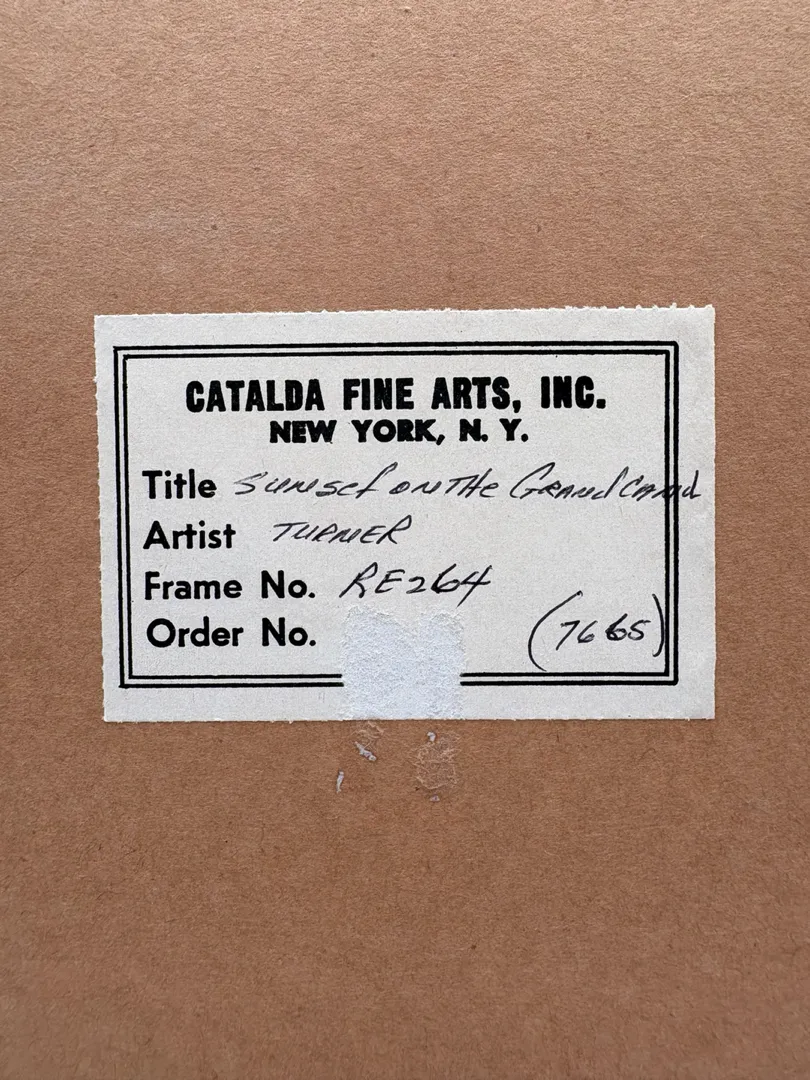 CATALDA FINE ARTS, INC.
NEW YORK, N. Y.
Title Sunset on the Grand Canal
Artist TURNER
Frame No. RE264
Order No. (7665)